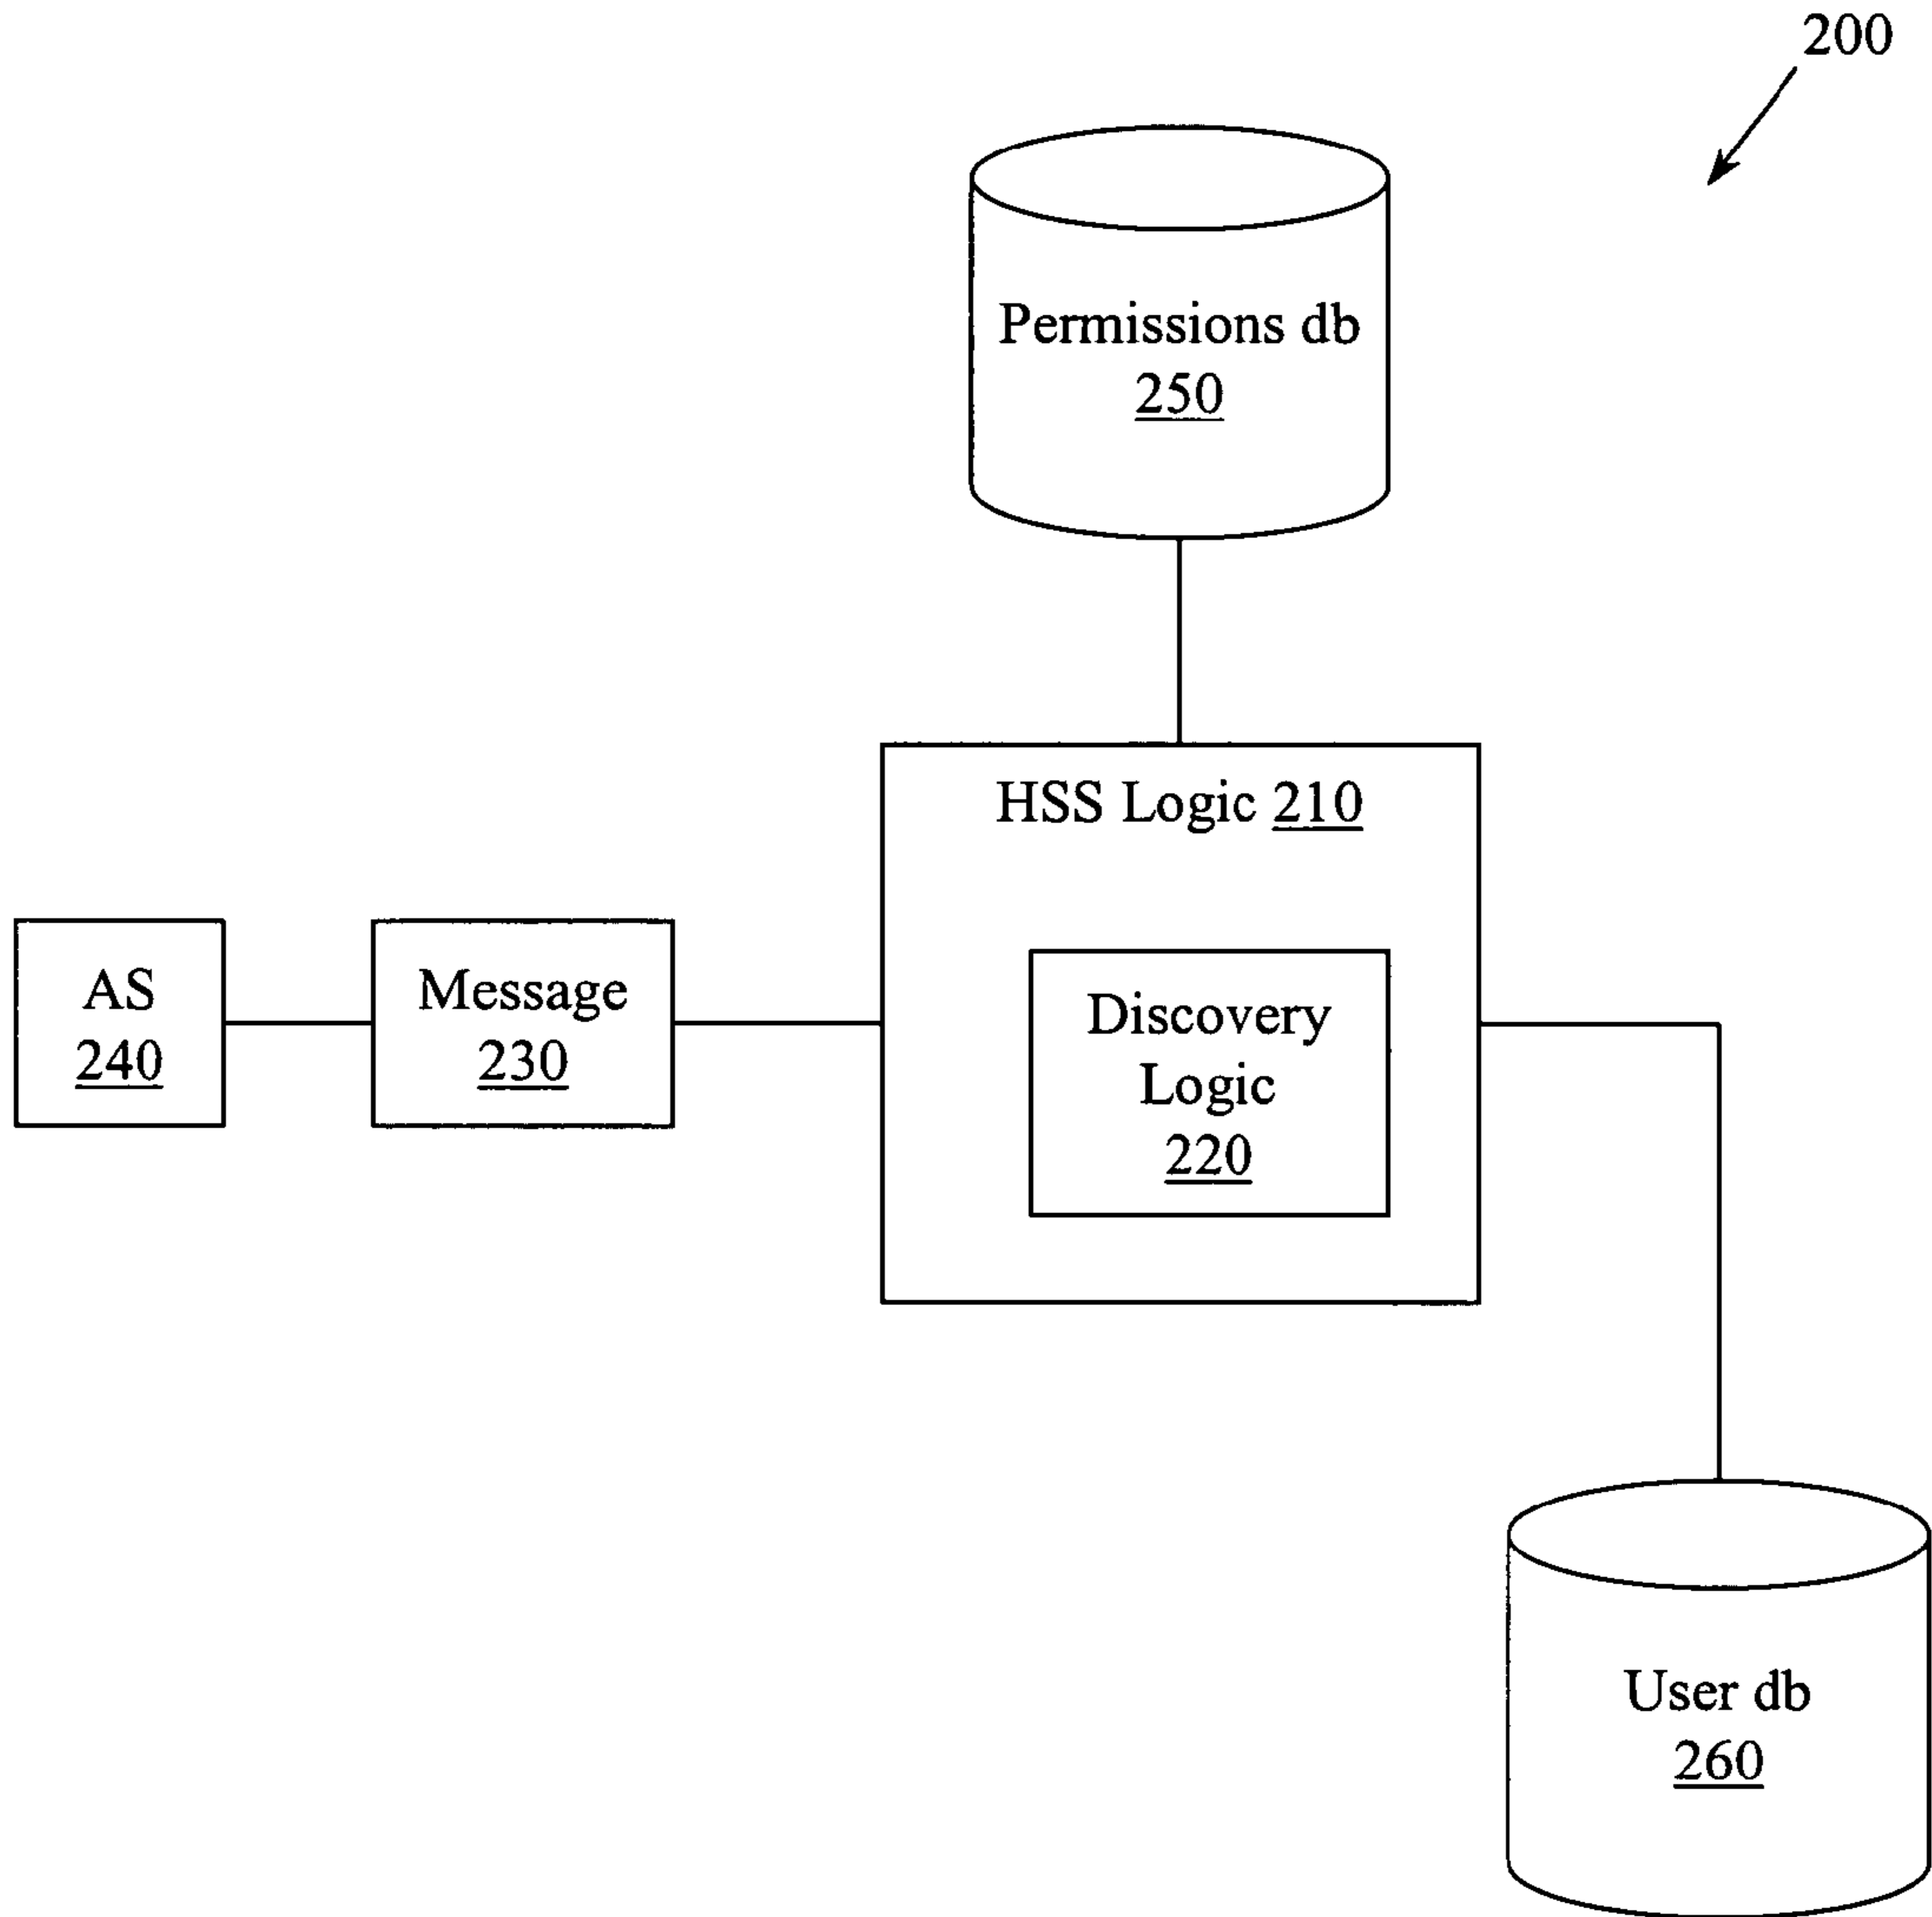 200
Permissions db
250
HSS Logic 210
AS
240
Message
230
Discovery
Logic
220
User db
260